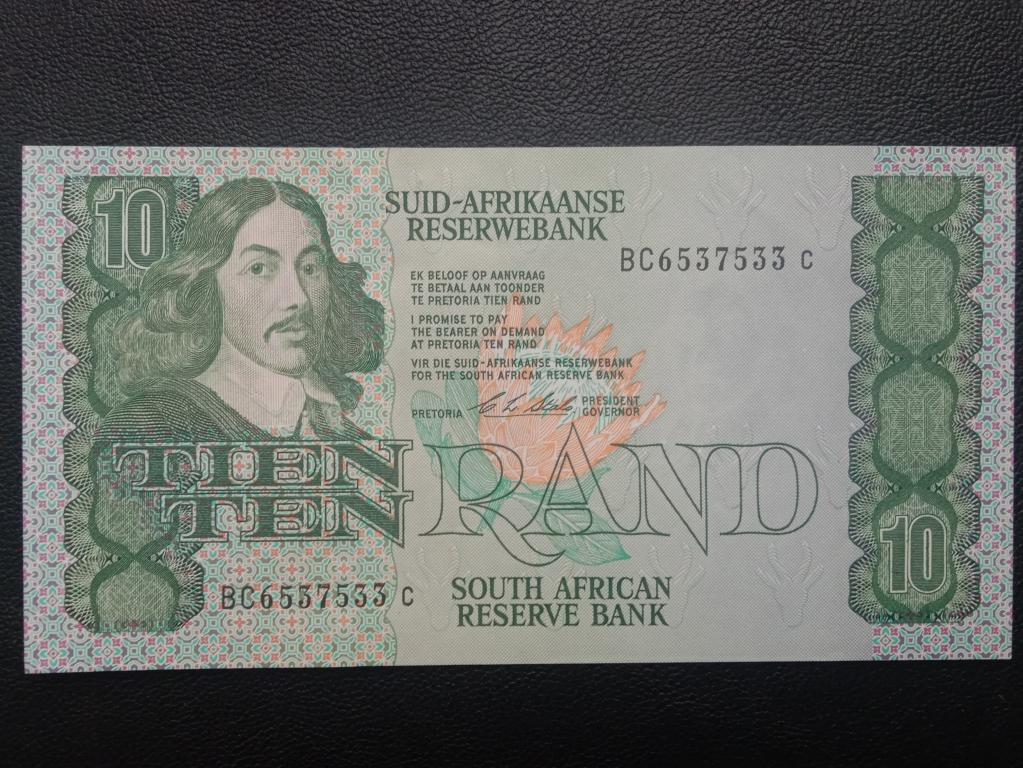 10
SUID-AFRIKAANSE
RESERWEBANK
BC6537533 C
EK BELOOF OP AANVRAAG
TE BETAAL AAN TOONDER
TE PRETORIA TIEN RAND
I PROMISE TO PAY
THE BEARER ON DEMAND
AT PRETORIA TEN RAND
VIR DIE SUID-AFRIKAANSE RESERWEBANK
FOR THE SOUTH AFRICAN RESERVE BANK
PRETORIA
PRESIDENT
GOVERNOR
TIEN
TEN
RAND
10
BC6537533 C
SOUTH AFRICAN
RESERVE BANK